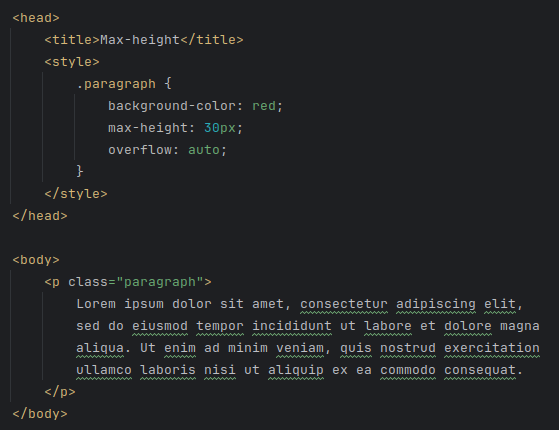 <head>
    <title>Max-height</title>
    <style>
        .paragraph {
            background-color: red;
            max-height: 30px;
            overflow: auto;
        }
    </style>
</head>

<body>
    <p class="paragraph">
        Lorem ipsum dolor sit amet, consectetur adipiscing elit,
        sed do eiusmod tempor incididunt ut labore et dolore magna
        aliqua. Ut enim ad minim veniam, quis nostrud exercitation
        ullamco laboris nisi ut aliquip ex ea commodo consequat.
    </p>
</body>